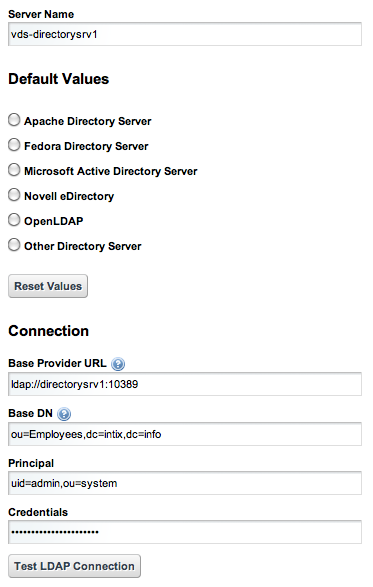 Server Name
vds-directorysrv1
Default Values
Apache Directory Server
Fedora Directory Server
Microsoft Active Directory Server
Novell eDirectory
OpenLDAP
Other Directory Server
Reset Values
Connection
Base Provider URL ?
ldap://directorysrv1:10389
Base DN ?
ou=Employees,dc=intix,dc=info
Principal
uid=admin,ou=system
Credentials
••••••••••••••••••••••
Test LDAP Connection